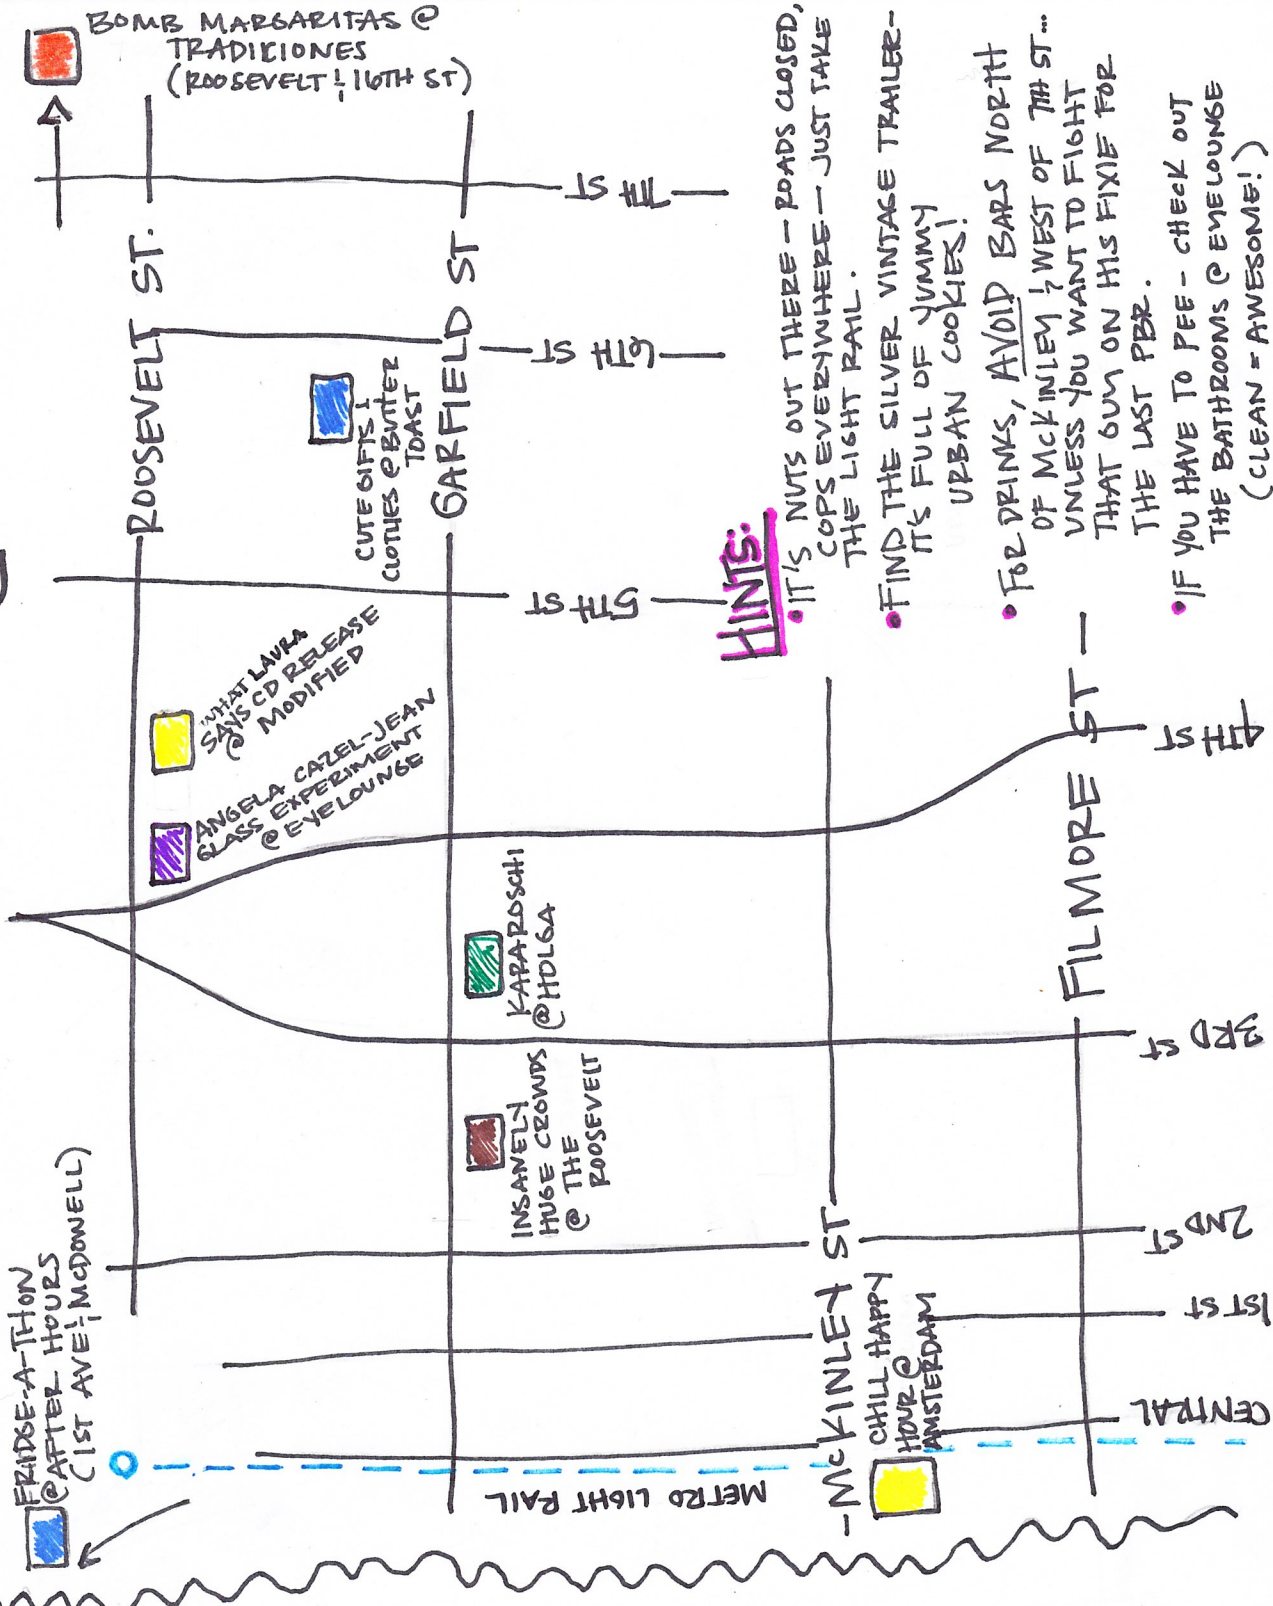 BOMB MARGARITAS @
TRADICIONES
(ROOSEVELT & 16TH ST)
ROOSEVELT ST.
GARFIELD ST
7TH ST
6TH ST
5TH ST
4TH ST
3RD ST
2ND ST
1ST ST
CENTRAL
CUTE GIFTS &
CLOTHES @ BUTTER
TOAST
WHAT LAURA
SAYS CD RELEASE
@ MODIFIED
ANGELA CAZEL-JEAN
GLASS EXPERIMENT
@ EYELOUNGE
KARAROSCHI
@ HOLGA
INSANELY
HUGE CROWDS
@ THE
ROOSEVELT
FRIDGE-A-THON
@ AFTER HOURS
(1ST AVE & MCDOWELL)
METRO LIGHT RAIL
-McKINLEY ST-
CHILL HAPPY
HOUR @
AMSTERDAM
FILMORE ST
HINTS:
• IT'S NUTS OUT THERE - ROADS CLOSED,
COPS EVERYWHERE - JUST TAKE
THE LIGHT RAIL.
• FIND THE SILVER VINTAGE TRAILER-
IT'S FULL OF YUMMY
URBAN COOKIES!
• FOR DRINKS, AVOID BARS NORTH
OF MCKINLEY & WEST OF 7TH ST...
UNLESS YOU WANT TO FIGHT
THAT GUY ON HIS FIXIE FOR
THE LAST PBR.
• IF YOU HAVE TO PEE - CHECK OUT
THE BATHROOMS @ EYELOUNGE
(CLEAN = AWESOME!)